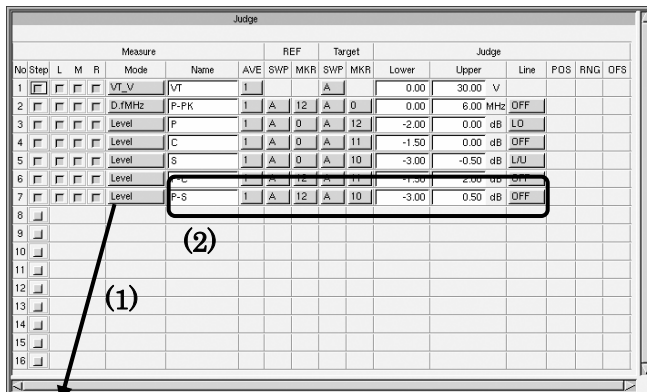 Judge
Measure REF Target Judge
No Step L M R Mode Name AVE SWP MKR SWP MKR Lower Upper Line POS RNG OFS
1 VT_V VT 1 A 0.00 30.00 V
2 D.fMHz P-PK 1 A 12 A 0 0.00 6.00 MHz OFF
3 Level P 1 A 0 A 12 -2.00 0.00 dB LO
4 Level C 1 A 0 A 11 -1.50 0.00 dB OFF
5 Level S 1 A 0 A 10 -3.00 -0.50 dB L/U
6 Level P-C 1 A 12 A 11 -1.50 2.00 dB OFF
7 Level P-S 1 A 12 A 10 -3.00 0.50 dB OFF
8
9
(2)
10
11
12
(1)
13
14
15
16